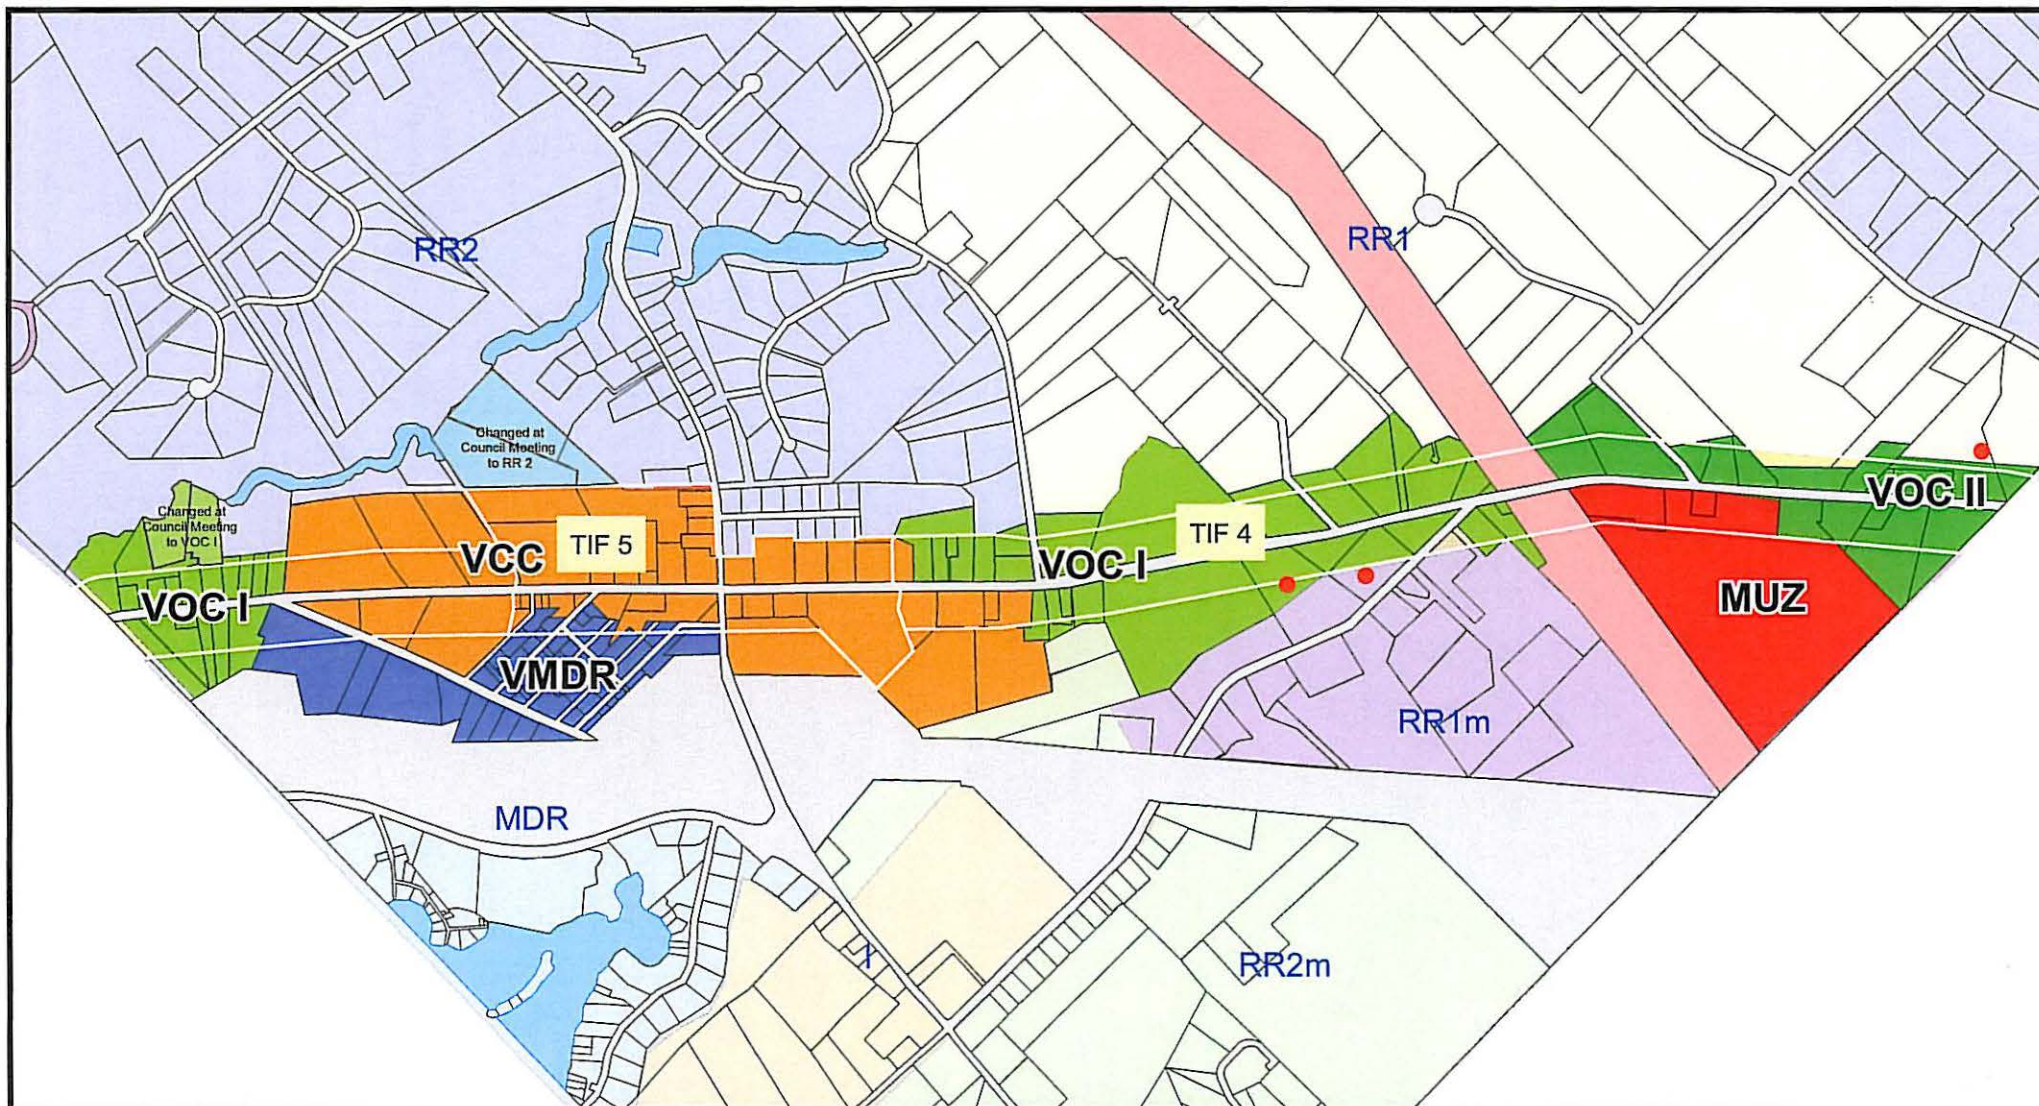 RR2
RR1
Changed at
Council Meeting
to RR 2
Changed at
Council Meeting
to VOC I
VOC II
TIF 4
TIF 5
VCC
VOC I
VOC I
MUZ
VMDR
RR1m
MDR
I
RR2m